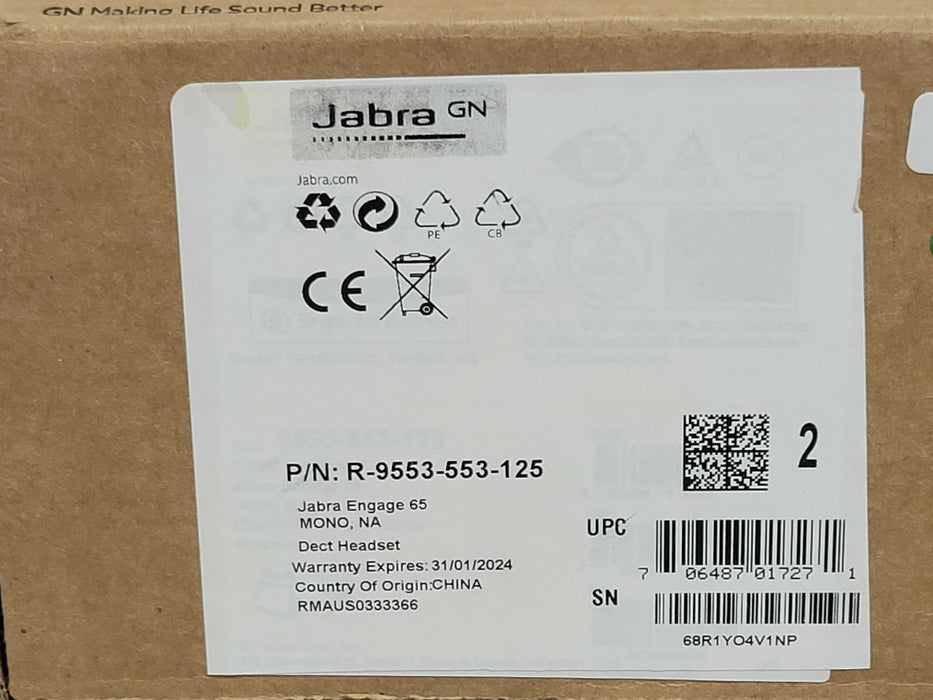 GN Making Life Sound Better
Jabra GN
Jabra.com
PE CB
CE
P/N: R-9553-553-125
2
Jabra Engage 65
MONO, NA
Dect Headset
Warranty Expires: 31/01/2024
Country Of Origin:CHINA
RMAUS0333366
UPC
7 06487 01727 1
SN
68R1YO4V1NP